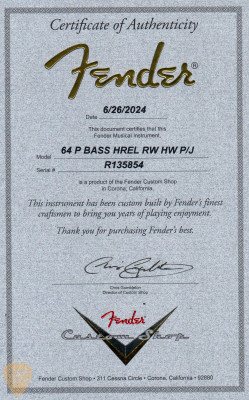 Certificate of Authenticity
Fender®
Date 6/26/2024
This document certifies that this
Fender Musical Instrument,
Model 64 P BASS HREL RW HW P/J
Serial # R135854
is a product of the Fender Custom Shop
in Corona, California.
This instrument has been custom built by Fender's finest
craftsmen to bring you years of playing enjoyment.
Thank you for purchasing Fender's best.
Director of Custom Shop
Fender
Custom Shop
Fender Custom Shop • 311 Cessna Circle • Corona, California • 92880